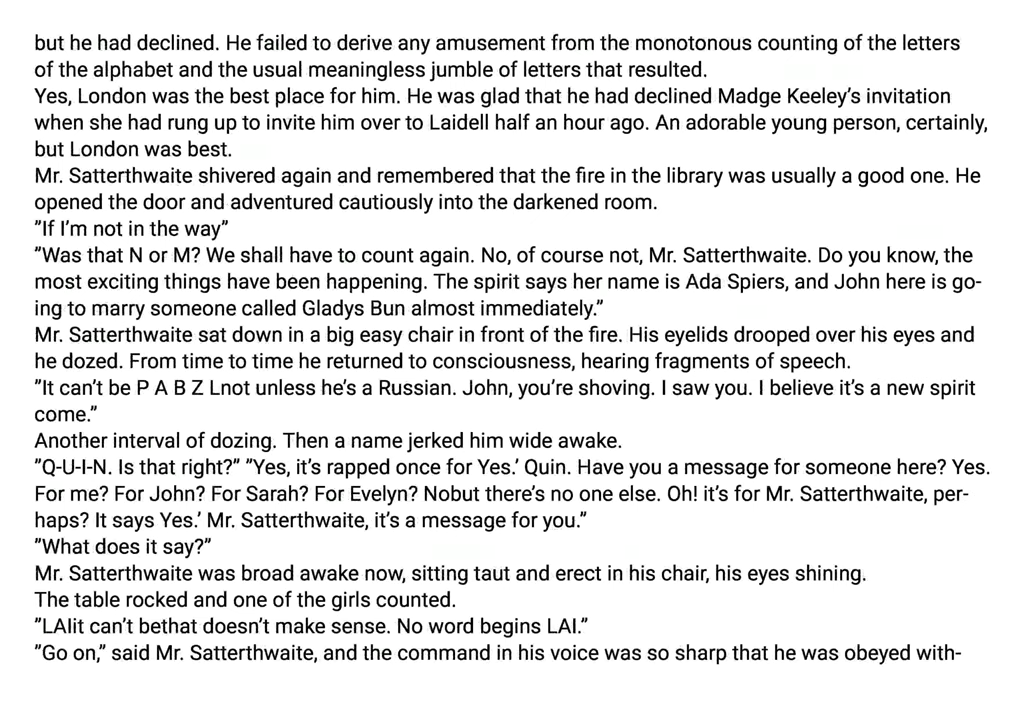 but he had declined. He failed to derive any amusement from the monotonous counting of the letters
of the alphabet and the usual meaningless jumble of letters that resulted.
Yes, London was the best place for him. He was glad that he had declined Madge Keeley’s invitation
when she had rung up to invite him over to Laidell half an hour ago. An adorable young person, certainly,
but London was best.
Mr. Satterthwaite shivered again and remembered that the fire in the library was usually a good one. He
opened the door and adventured cautiously into the darkened room.
”If I’m not in the way”
”Was that N or M? We shall have to count again. No, of course not, Mr. Satterthwaite. Do you know, the
most exciting things have been happening. The spirit says her name is Ada Spiers, and John here is go-
ing to marry someone called Gladys Bun almost immediately.”
Mr. Satterthwaite sat down in a big easy chair in front of the fire. His eyelids drooped over his eyes and
he dozed. From time to time he returned to consciousness, hearing fragments of speech.
”It can’t be P A B Z Lnot unless he’s a Russian. John, you’re shoving. I saw you. I believe it’s a new spirit
come.”
Another interval of dozing. Then a name jerked him wide awake.
”Q-U-I-N. Is that right?” ”Yes, it’s rapped once for Yes.’ Quin. Have you a message for someone here? Yes.
For me? For John? For Sarah? For Evelyn? Nobut there’s no one else. Oh! it’s for Mr. Satterthwaite, per-
haps? It says Yes.’ Mr. Satterthwaite, it’s a message for you.”
”What does it say?”
Mr. Satterthwaite was broad awake now, sitting taut and erect in his chair, his eyes shining.
The table rocked and one of the girls counted.
”LAIit can’t bethat doesn’t make sense. No word begins LAI.”
”Go on,” said Mr. Satterthwaite, and the command in his voice was so sharp that he was obeyed with-